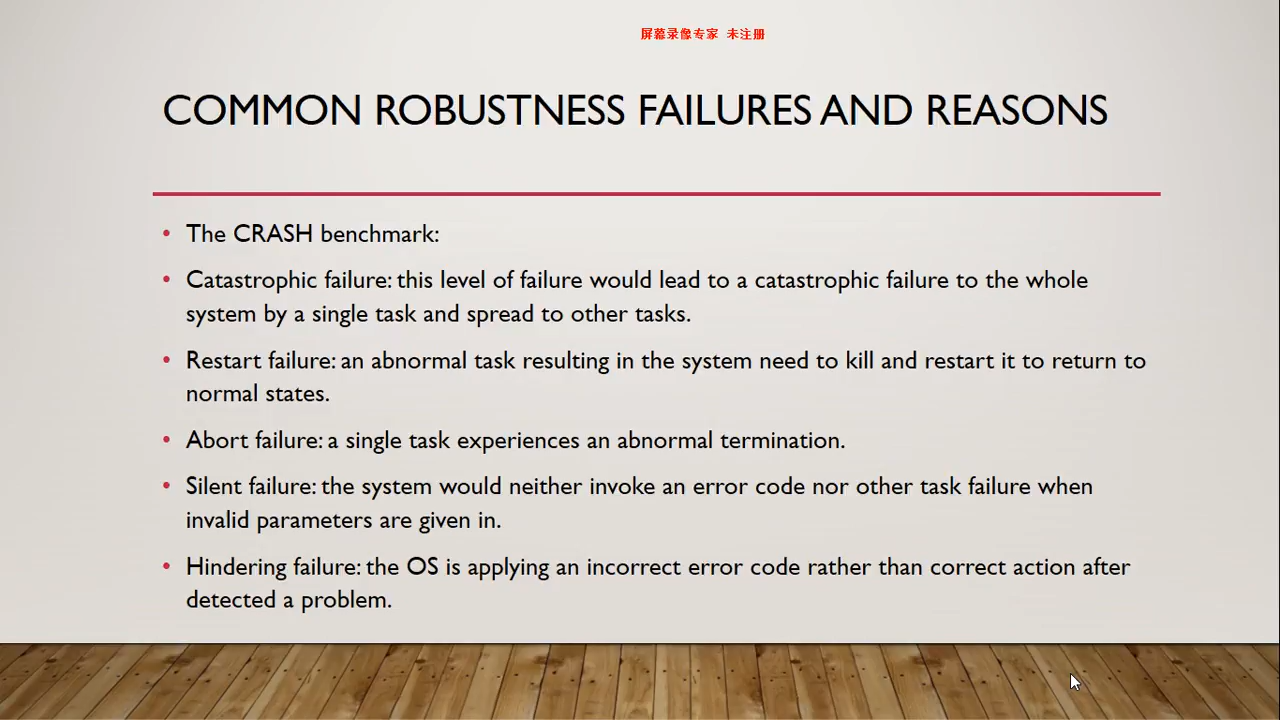 屏幕录像专家 未注册
COMMON ROBUSTNESS FAILURES AND REASONS
• The CRASH benchmark:
• Catastrophic failure: this level of failure would lead to a catastrophic failure to the whole
system by a single task and spread to other tasks.
• Restart failure: an abnormal task resulting in the system need to kill and restart it to return to
normal states.
• Abort failure: a single task experiences an abnormal termination.
• Silent failure: the system would neither invoke an error code nor other task failure when
invalid parameters are given in.
• Hindering failure: the OS is applying an incorrect error code rather than correct action after
detected a problem.